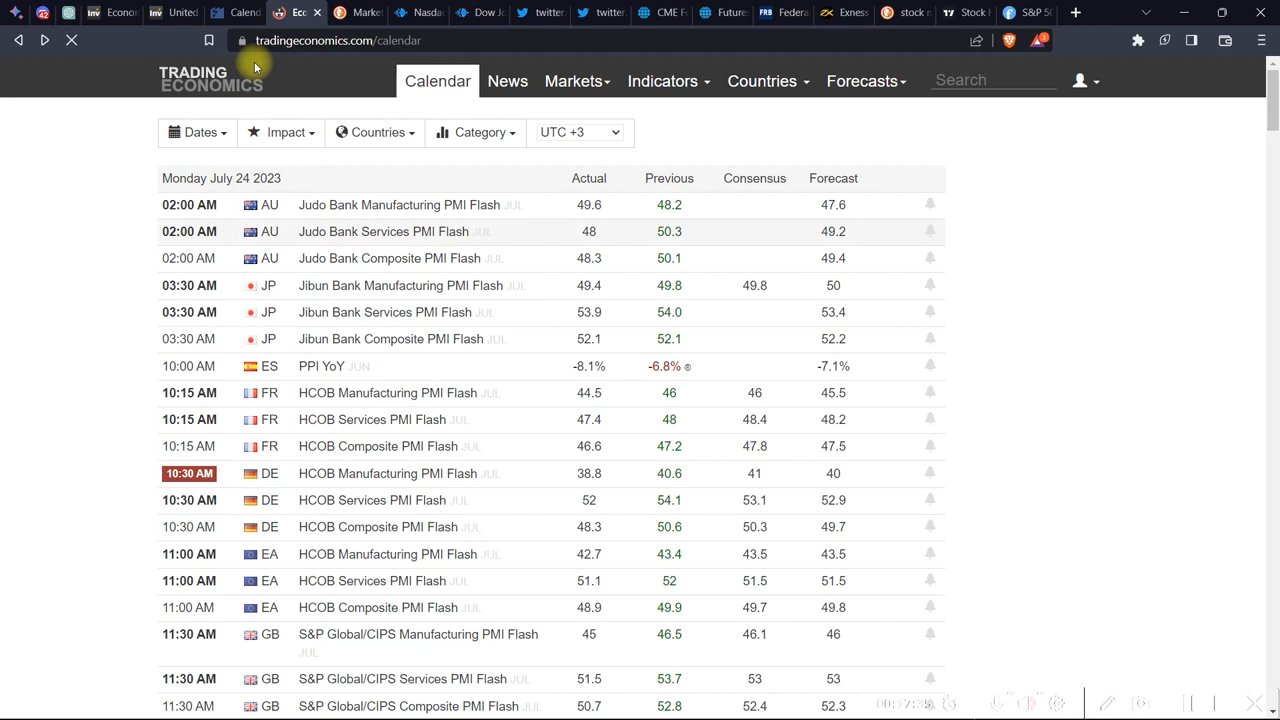 42 Econom United Calend Ecc Market Nasda Dow Jo twitter twitter CME F Future Federa Exness stock m Stock S&P 50
tradingeconomics.com/calendar
TRADING ECONOMICS
Calendar News Markets Indicators Countries Forecasts Search
Dates Impact Countries Category UTC +3
Monday July 24 2023 Actual Previous Consensus Forecast
02:00 AM AU Judo Bank Manufacturing PMI Flash JUL 49.6 48.2 47.6
02:00 AM AU Judo Bank Services PMI Flash JUL 48 50.3 49.2
02:00 AM AU Judo Bank Composite PMI Flash JUL 48.3 50.1 49.4
03:30 AM JP Jibun Bank Manufacturing PMI Flash JUL 49.4 49.8 49.8 50
03:30 AM JP Jibun Bank Services PMI Flash JUL 53.9 54.0 53.4
03:30 AM JP Jibun Bank Composite PMI Flash JUL 52.1 52.1 52.2
10:00 AM ES PPI YoY JUN -8.1% -6.8% ® -7.1%
10:15 AM FR HCOB Manufacturing PMI Flash JUL 44.5 46 46 45.5
10:15 AM FR HCOB Services PMI Flash JUL 47.4 48 48.4 48.2
10:15 AM FR HCOB Composite PMI Flash JUL 46.6 47.2 47.8 47.5
10:30 AM DE HCOB Manufacturing PMI Flash JUL 38.8 40.6 41 40
10:30 AM DE HCOB Services PMI Flash JUL 52 54.1 53.1 52.9
10:30 AM DE HCOB Composite PMI Flash JUL 48.3 50.6 50.3 49.7
11:00 AM EA HCOB Manufacturing PMI Flash JUL 42.7 43.4 43.5 43.5
11:00 AM EA HCOB Services PMI Flash JUL 51.1 52 51.5 51.5
11:00 AM EA HCOB Composite PMI Flash JUL 48.9 49.9 49.7 49.8
11:30 AM GB S&P Global/CIPS Manufacturing PMI Flash 45 46.5 46.1 46
JUL
11:30 AM GB S&P Global/CIPS Services PMI Flash JUL 51.5 53.7 53 53
11:30 AM GB S&P Global/CIPS Composite PMI Flash JUL 50.7 52.8 52.4 52.3